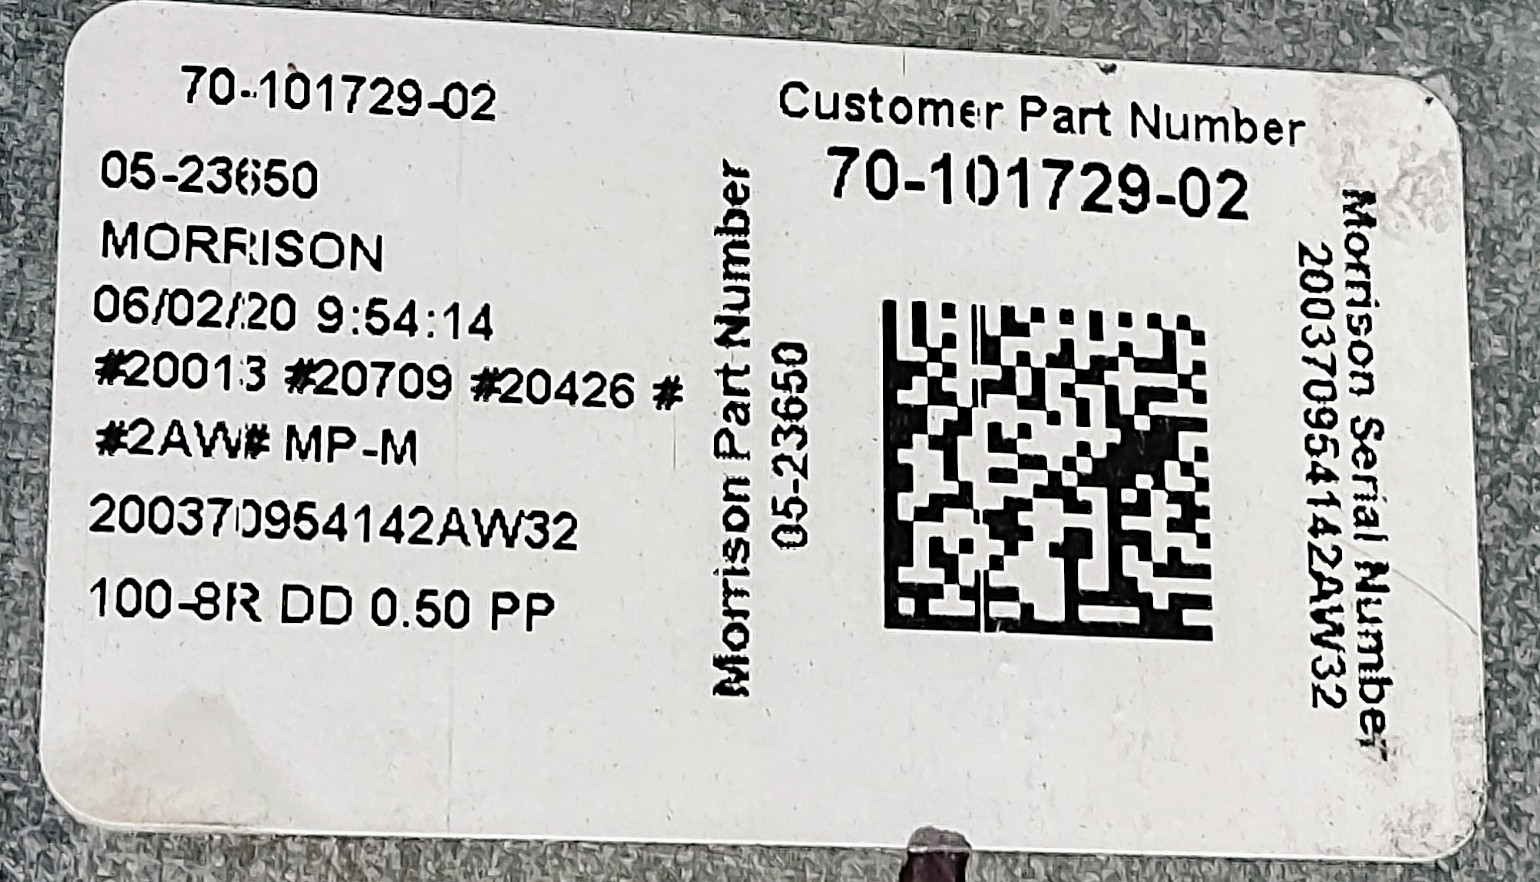 70-101729-02
05-23650
MORRISON
06/02/20 9:54:14
#20013 #20709 #20426 #
#2AW# MP-M
200370954142AW32
100-8R DD 0.50 PP
Customer Part Number
70-101729-02
Morrison Part Number
05-23650
Morrison Serial Number
200370954142AW32